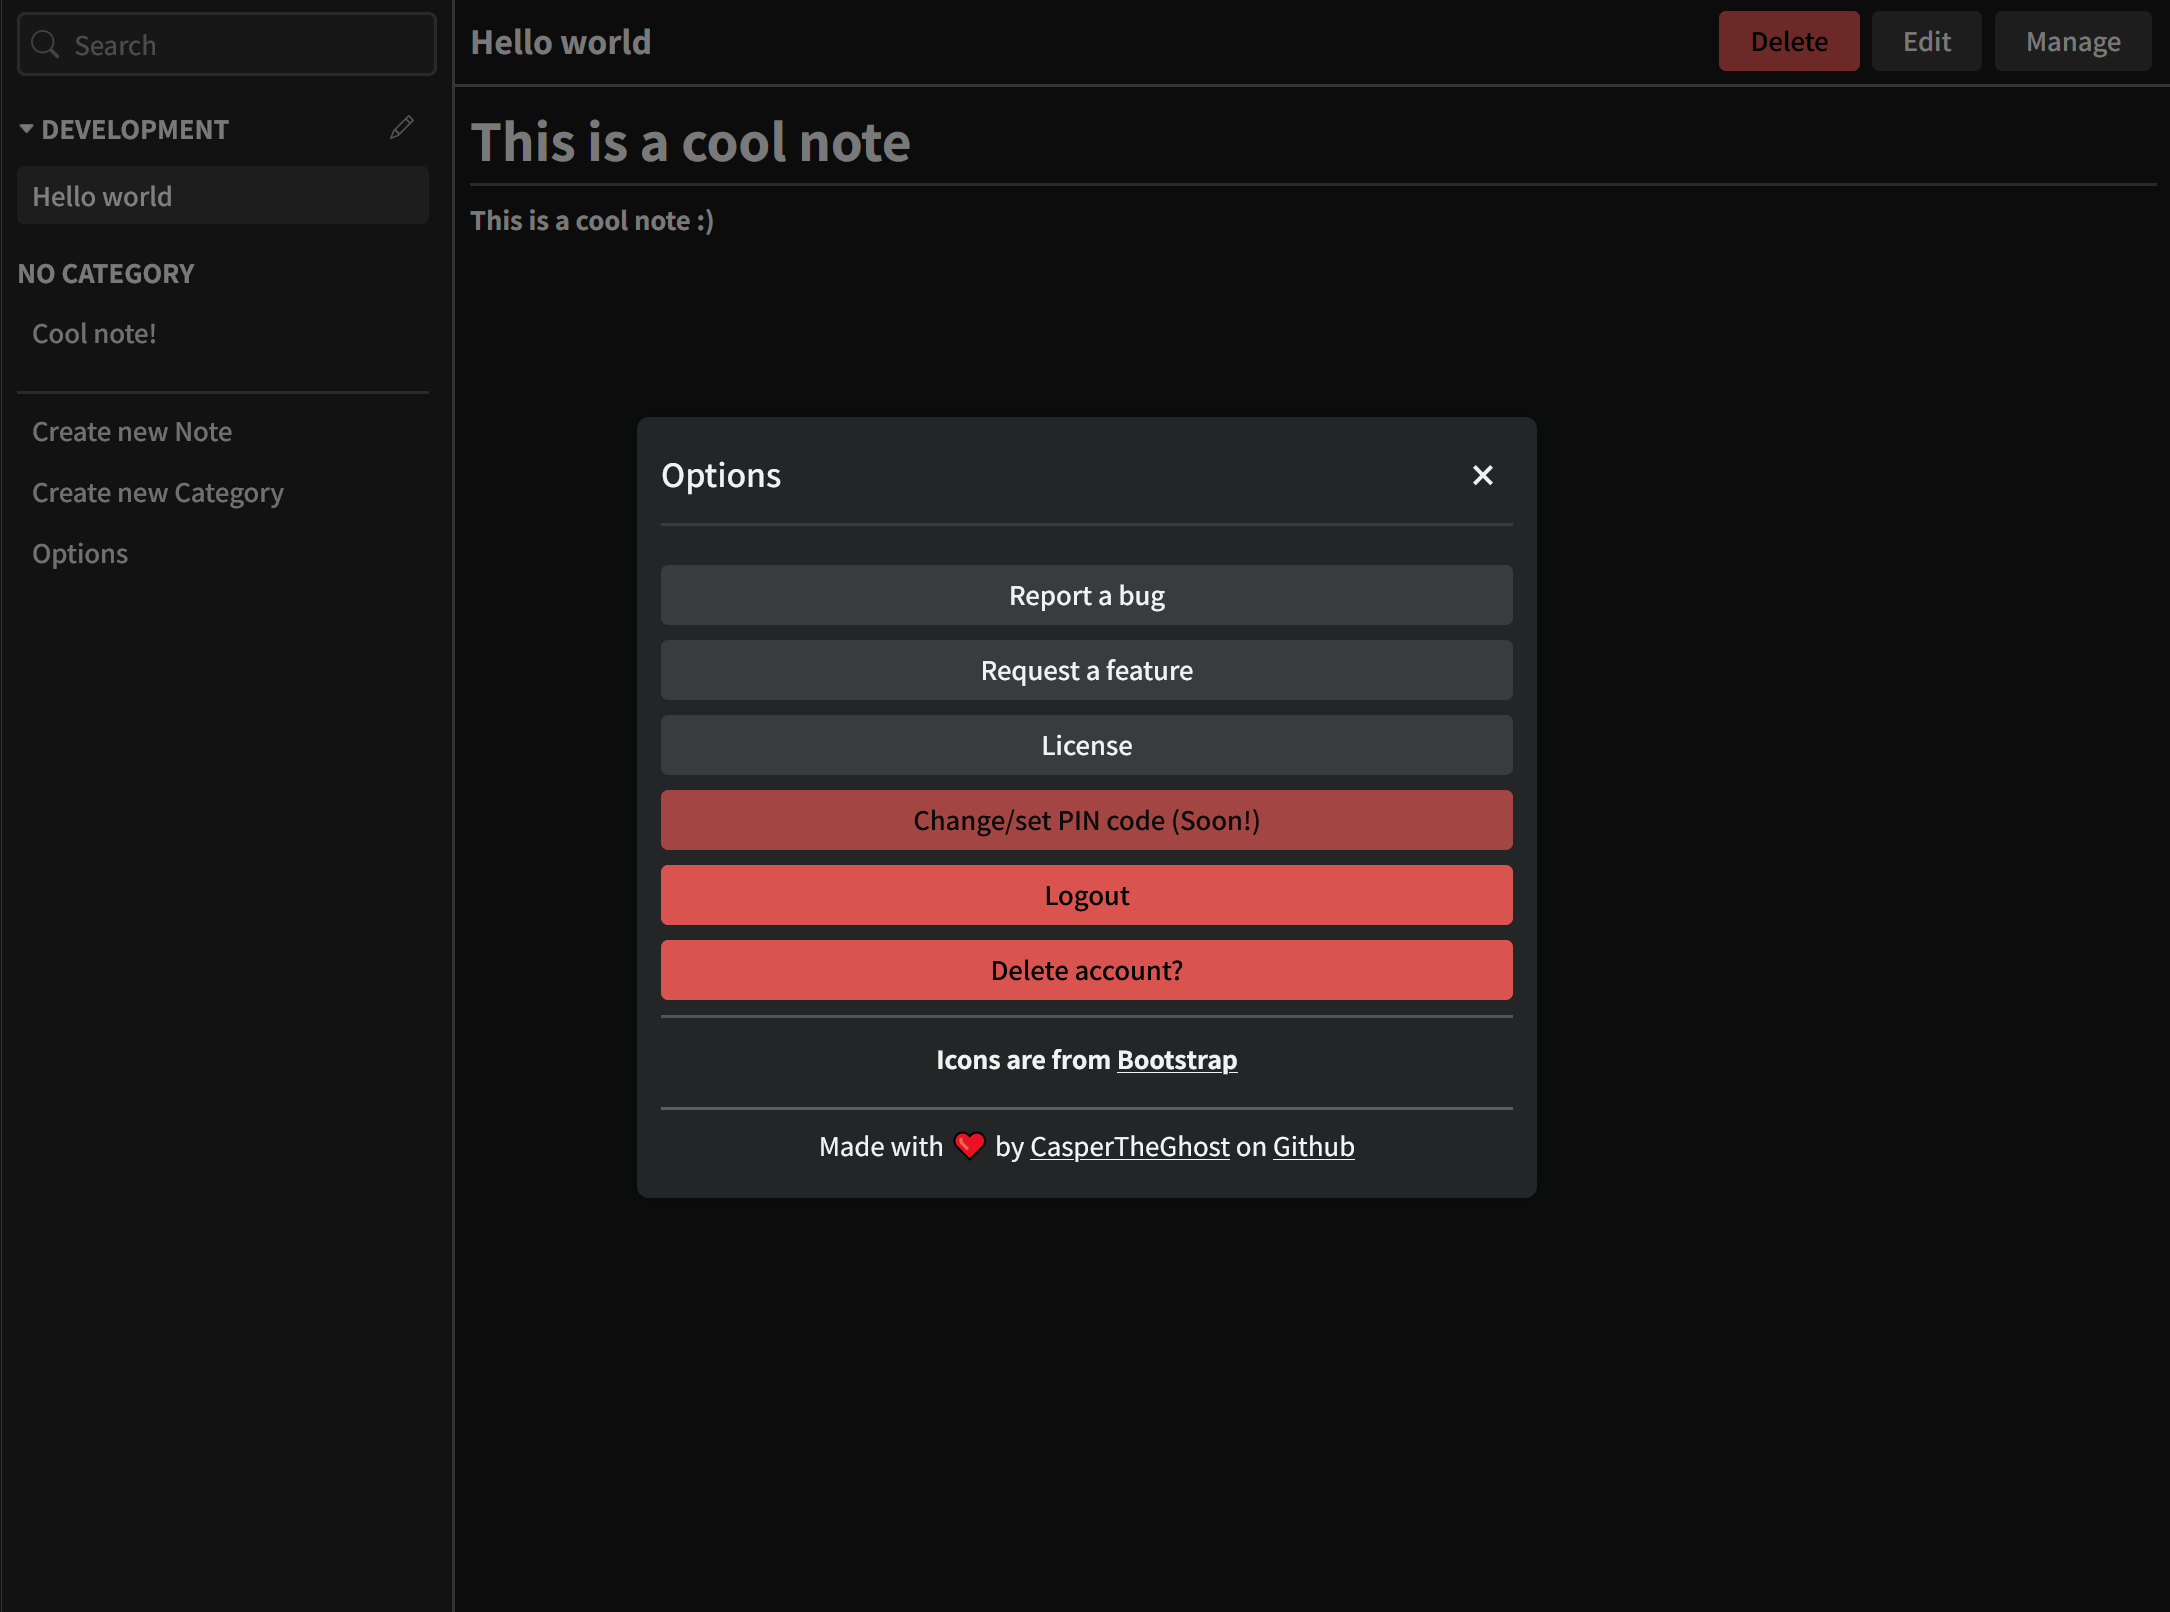 Search
DEVELOPMENT
Hello world
NO CATEGORY
Cool note!
Create new Note
Create new Category
Options
Hello world
Delete
Edit
Manage
This is a cool note
This is a cool note :)
Options
Report a bug
Request a feature
License
Change/set PIN code (Soon!)
Logout
Delete account?
Icons are from Bootstrap
Made with ❤️ by CasperTheGhost on Github